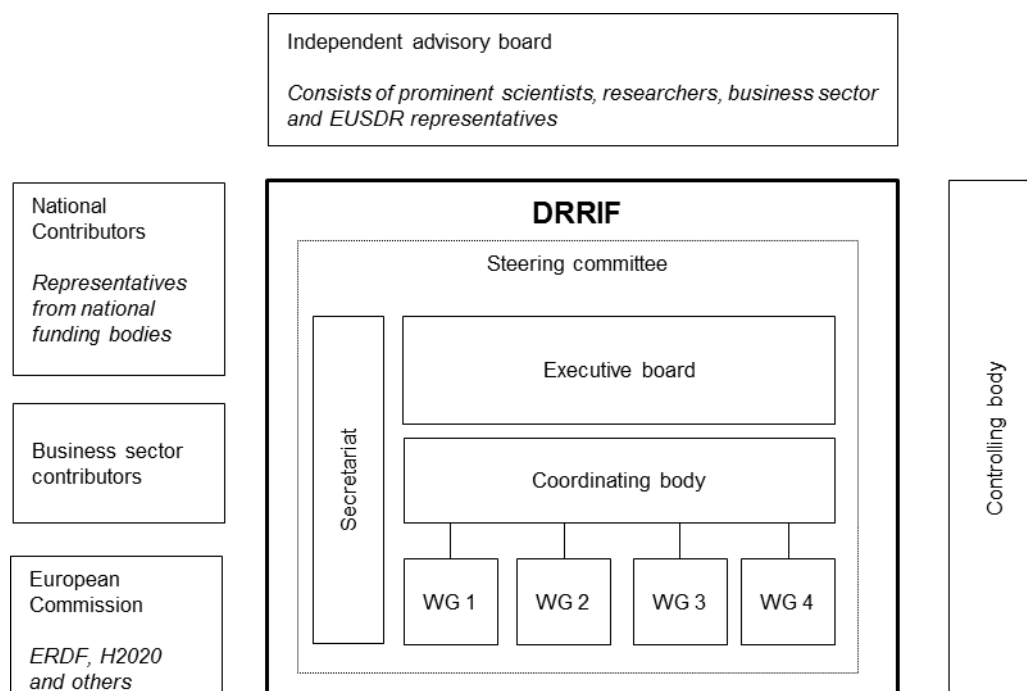 Independent advisory board
Consists of prominent scientists, researchers, business sector
and EUSDR representatives
National
Contributors
Representatives
from national
funding bodies
Business sector
contributors
European
Commission
ERDF, H2020
and others
DRRIF
Steering committee
Secretariat
Executive board
Coordinating body
WG 1
WG 2
WG 3
WG 4
Controlling body